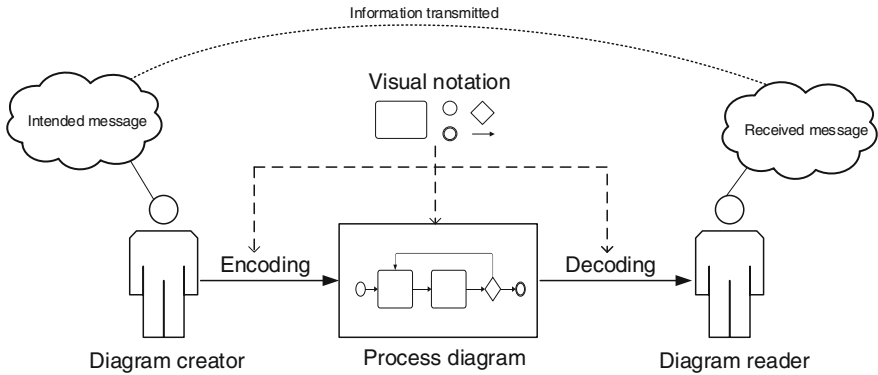 Information transmitted
Visual notation
Intended message
Received message
Encoding
Decoding
Diagram creator
Process diagram
Diagram reader